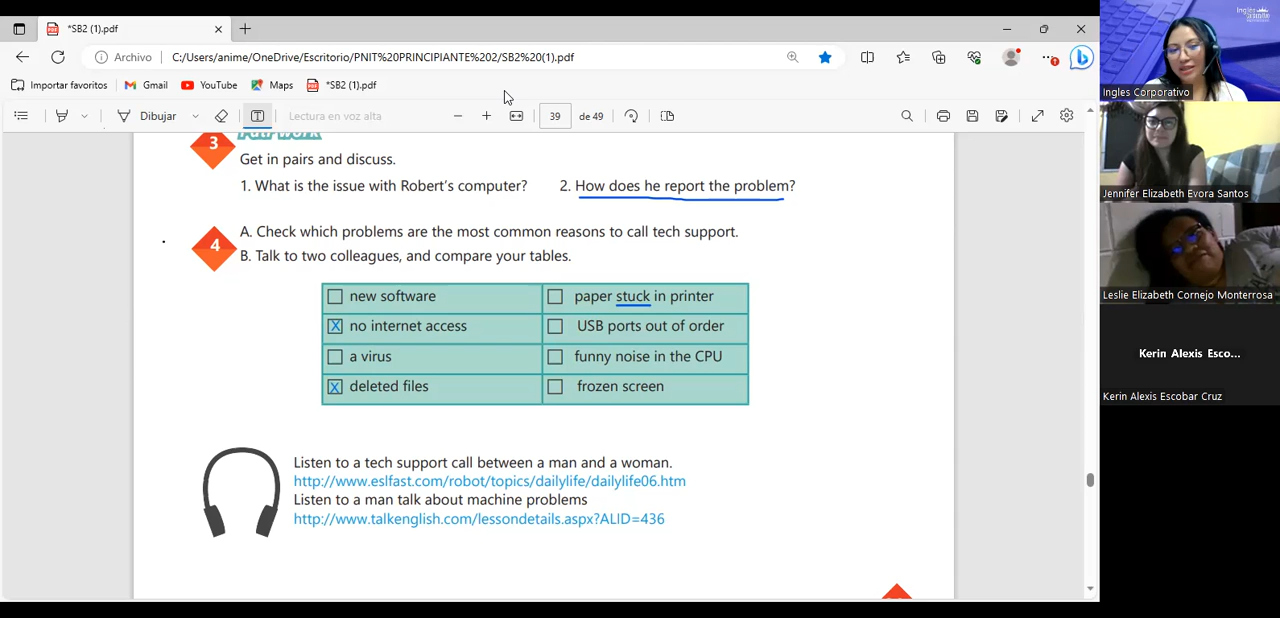 *SB2 (1).pdf
Archivo C:/Users/anime/OneDrive/Escritorio/PNIT%20PRINCIPIANTE%202/SB2%20(1).pdf
Importar favoritos Gmail YouTube Maps *SB2 (1).pdf
Dibujar Lectura en voz alta 39 de 49
3
Get in pairs and discuss.
1. What is the issue with Robert's computer? 2. How does he report the problem?
4
A. Check which problems are the most common reasons to call tech support.
B. Talk to two colleagues, and compare your tables.
new software paper stuck in printer
X no internet access USB ports out of order
a virus funny noise in the CPU
X deleted files frozen screen
Listen to a tech support call between a man and a woman.
http://www.eslfast.com/robot/topics/dailylife/dailylife06.htm
Listen to a man talk about machine problems
http://www.talkenglish.com/lessondetails.aspx?ALID=436
Ingles Corporativo
Jennifer Elizabeth Evora Santos
Leslie Elizabeth Cornejo Monterrosa
Kerin Alexis Esco...
Kerin Alexis Escobar Cruz